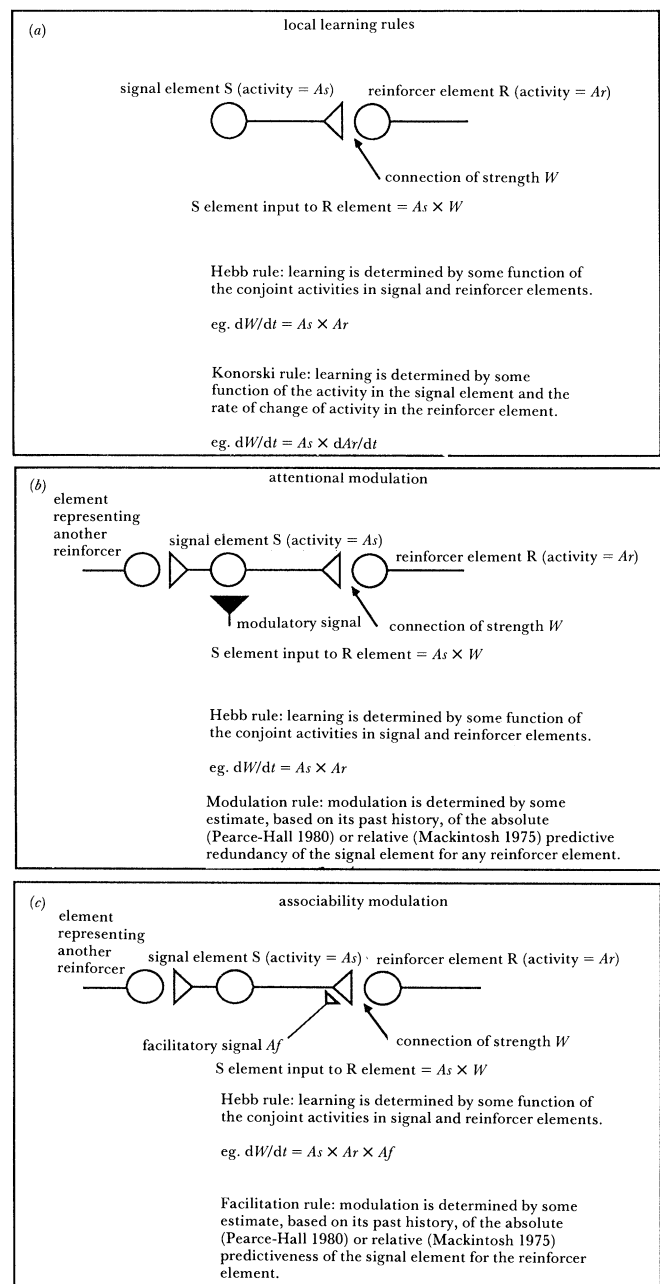 (a)
local learning rules
signal element S (activity = As)
reinforcer element R (activity = Ar)
connection of strength W
S element input to R element = As × W
Hebb rule: learning is determined by some function of
the conjoint activities in signal and reinforcer elements.
eg. dW/dt = As × Ar
Konorski rule: learning is determined by some
function of the activity in the signal element and the
rate of change of activity in the reinforcer element.
eg. dW/dt = As × dAr/dt
(b)
attentional modulation
element
representing
another
reinforcer
signal element S (activity = As)
reinforcer element R (activity = Ar)
modulatory signal
connection of strength W
S element input to R element = As × W
Hebb rule: learning is determined by some function of
the conjoint activities in signal and reinforcer elements.
eg. dW/dt = As × Ar
Modulation rule: modulation is determined by some
estimate, based on its past history, of the absolute
(Pearce-Hall 1980) or relative (Mackintosh 1975) predictive
redundancy of the signal element for any reinforcer element.
(c)
associability modulation
element
representing
another
reinforcer
signal element S (activity = As)
reinforcer element R (activity = Ar)
facilitatory signal Af
connection of strength W
S element input to R element = As × W
Hebb rule: learning is determined by some function of
the conjoint activities in signal and reinforcer elements.
eg. dW/dt = As × Ar × Af
Facilitation rule: modulation is determined by some
estimate, based on its past history, of the absolute
(Pearce-Hall 1980) or relative (Mackintosh 1975)
predictiveness of the signal element for the reinforcer
element.